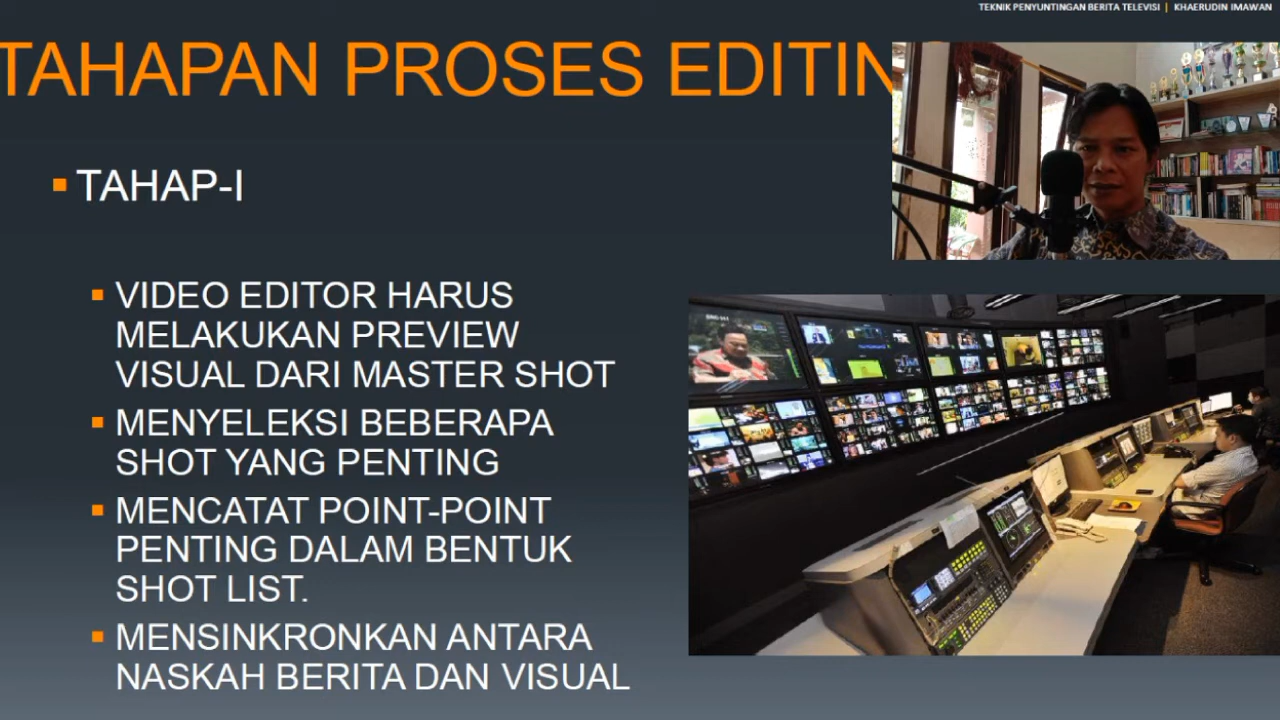 TEKNIK PENYUNTINGAN BERITA TELEVISI | KHAERUDIN IMAWAN
TAHAPAN PROSES EDITIN
TAHAP-I
VIDEO EDITOR HARUS
MELAKUKAN PREVIEW
VISUAL DARI MASTER SHOT
MENYELEKSI BEBERAPA
SHOT YANG PENTING
MENCATAT POINT-POINT
PENTING DALAM BENTUK
SHOT LIST.
MENSINKRONKAN ANTARA
NASKAH BERITA DAN VISUAL